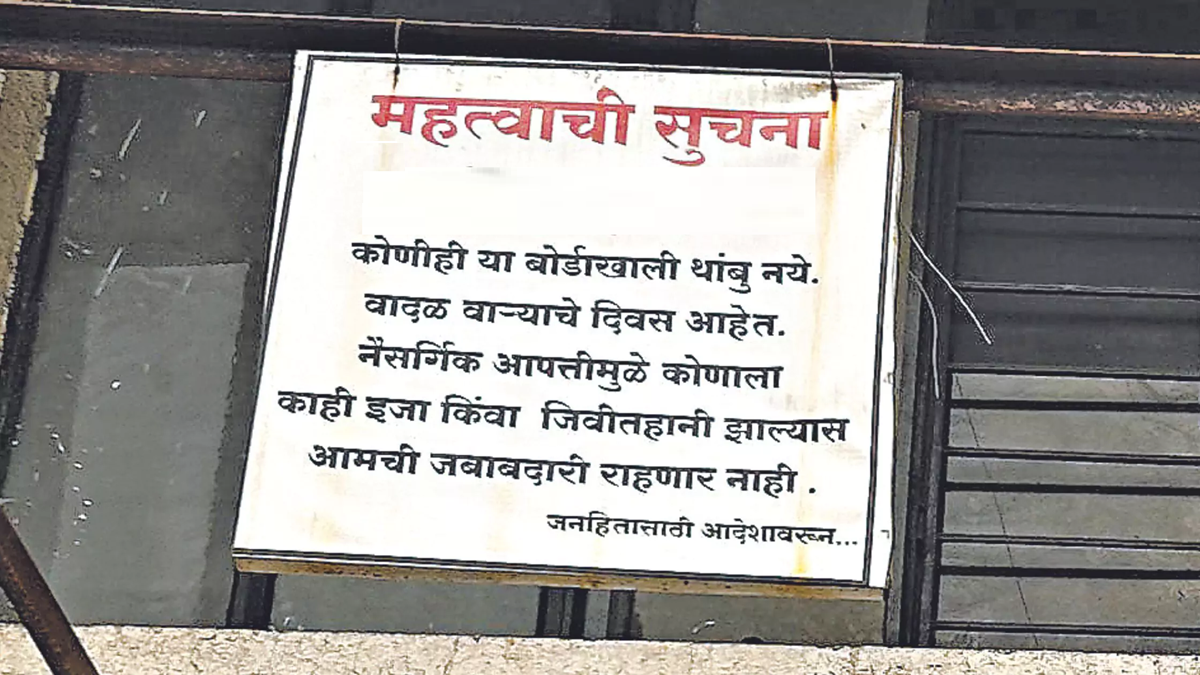 महत्वाची सुचना
कोणीही या बोर्डाखाली थांबु नये.
वादळ वाऱ्याचे दिवस आहेत.
नैसर्गिक आपत्तीमुळे कोणाला
काही इजा किंवा जिवीतहानी झाल्यास
आमची जबाबदारी राहणार नाही .
जनहितासाठी आदेशावरून...